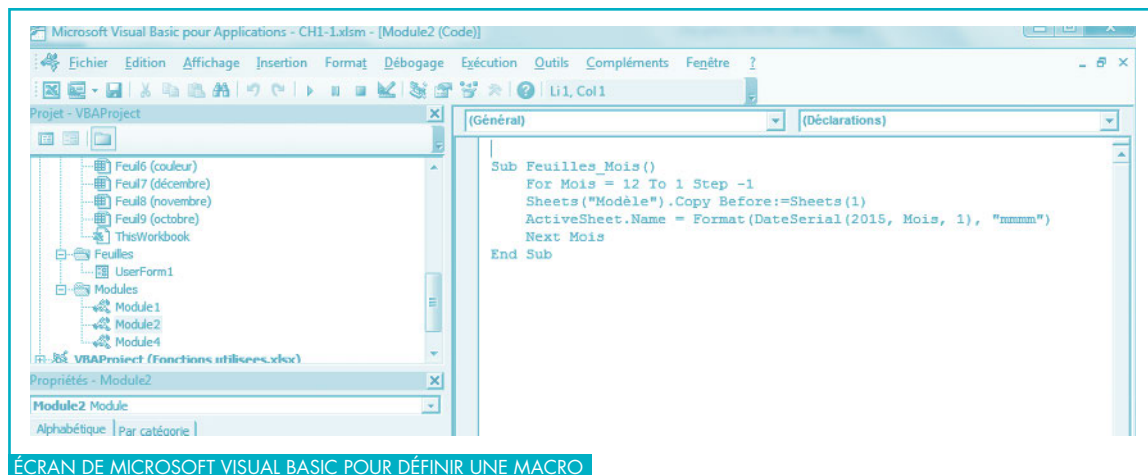 Microsoft Visual Basic pour Applications - CH1-1.xlsm - [Module2 (Code)]
Fichier Edition Affichage Insertion Format Débogage Exécution Outils Compléments Fenêtre ?
Li 1, Col 1
Projet - VBAProject
(Général) (Déclarations)
Feuil6 (couleur)
Feuil7 (décembre)
Feuil8 (novembre)
Feuil9 (octobre)
ThisWorkbook
Feuilles
UserForm1
Modules
Module1
Module2
Module4
VBAProject (Fonctions utilisees.xlsx)
Propriétés - Module2
Module2 Module
Alphabétique Par catégorie
Sub Feuilles_Mois()
For Mois = 12 To 1 Step -1
Sheets("Modèle").Copy Before:=Sheets(1)
ActiveSheet.Name = Format(DateSerial(2015, Mois, 1), "mmmm")
Next Mois
End Sub
ÉCRAN DE MICROSOFT VISUAL BASIC POUR DÉFINIR UNE MACRO